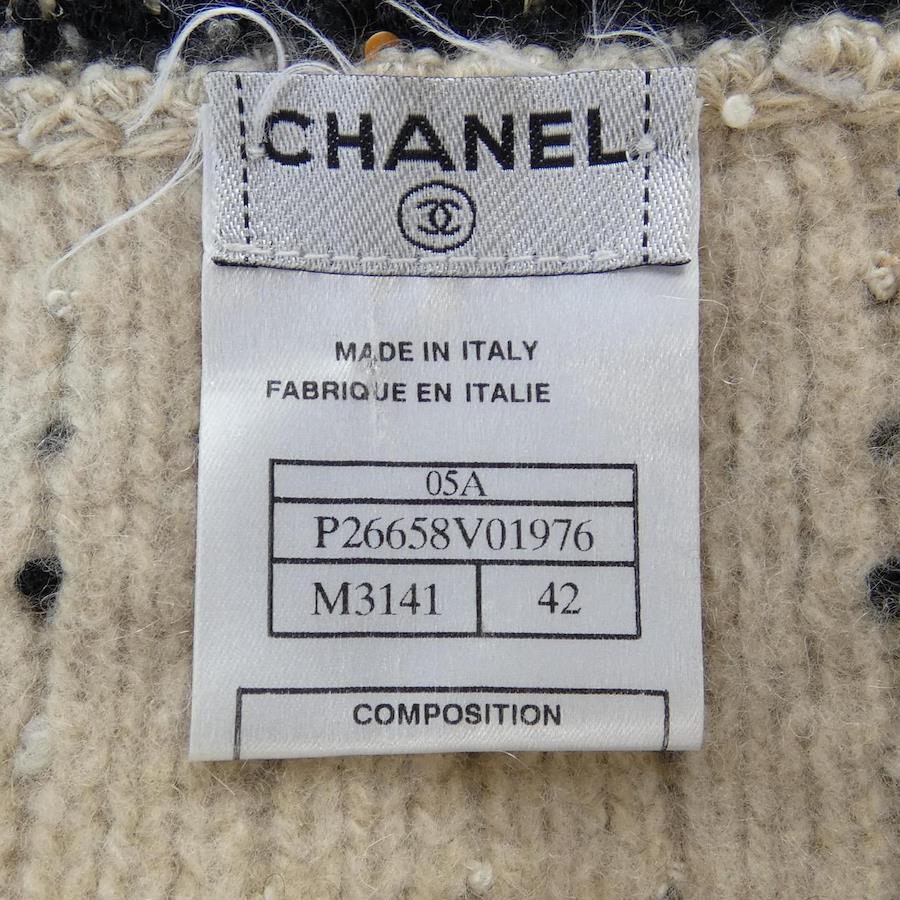 CHANEL
MADE IN ITALY
FABRIQUE EN ITALIE
05A
P26658V01976
M3141 42
COMPOSITION